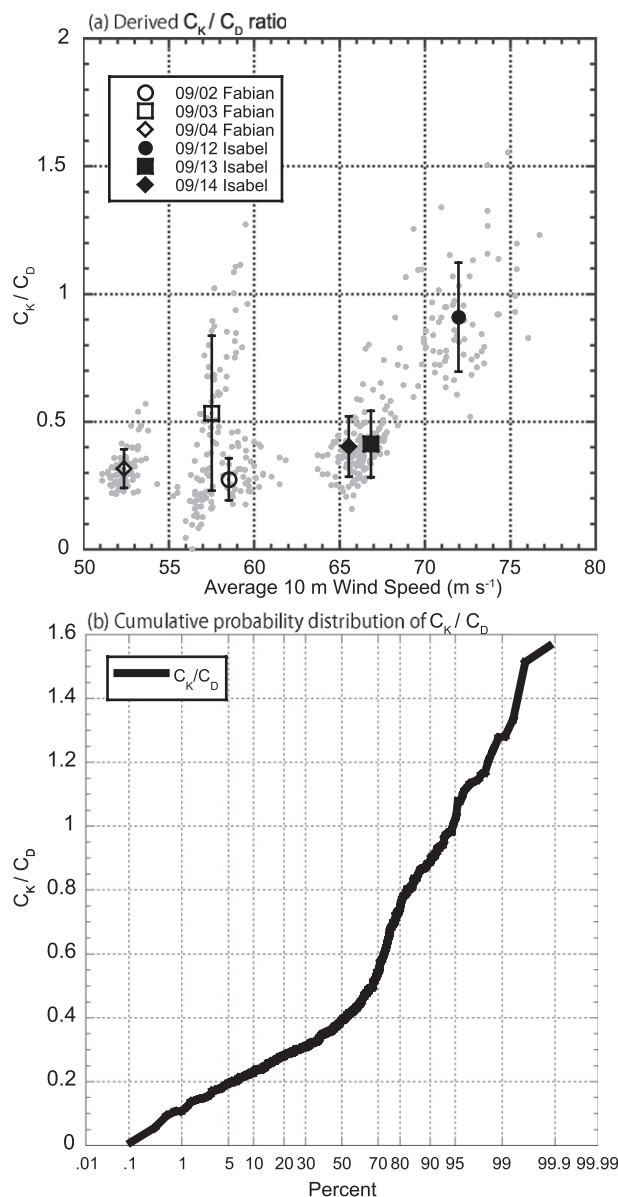 (a) Derived CK / CD ratio
2
1.5
1
0.5
0
CK / CD
09/02 Fabian
09/03 Fabian
09/04 Fabian
09/12 Isabel
09/13 Isabel
09/14 Isabel
50 55 60 65 70 75 80
Average 10 m Wind Speed (m s-1)
(b) Cumulative probability distribution of CK / CD
1.6
1.4
1.2
1
0.8
0.6
0.4
0.2
0
CK / CD
CK/CD
.01 .1 1 5 10 20 30 50 70 80 90 95 99 99.9 99.99
Percent